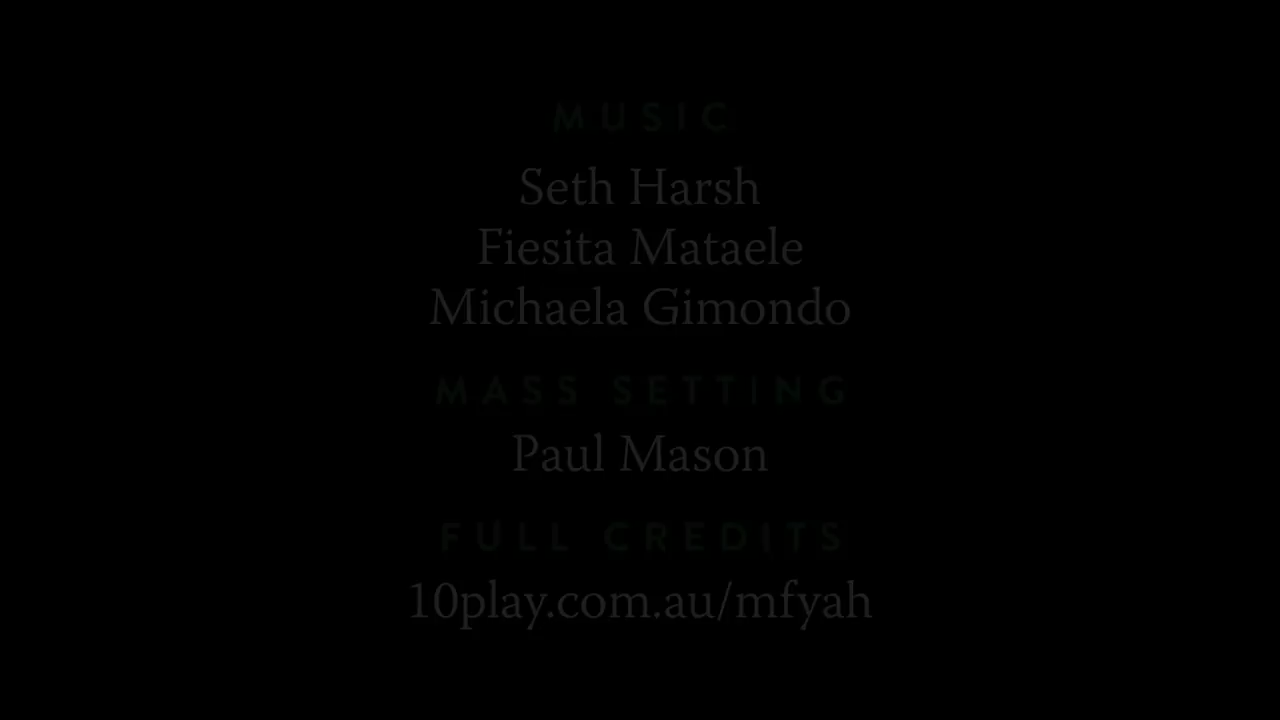 MUSIC
Seth Harsh
Fiesita Mataele
Michaela Gimondo
MASS SETTING
Paul Mason
FULL CREDITS
10play.com.au/mfyah